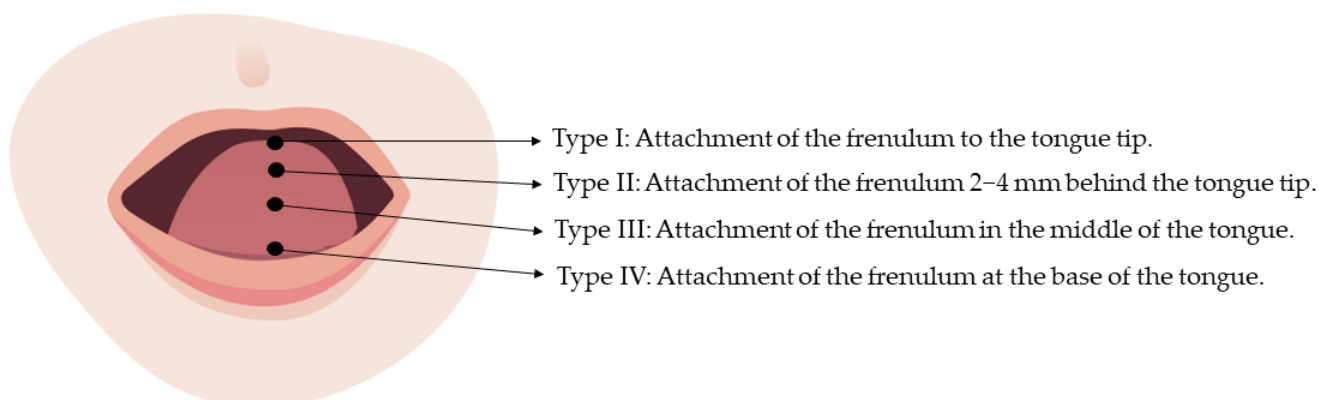 Type I: Attachment of the frenulum to the tongue tip.
Type II: Attachment of the frenulum 2–4 mm behind the tongue tip.
Type III: Attachment of the frenulum in the middle of the tongue.
Type IV: Attachment of the frenulum at the base of the tongue.